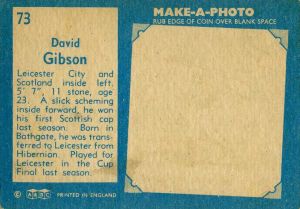 73
David
Gibson
Leicester City and
Scotland inside left.
5' 7", 11 stone, age
23. A slick scheming
inside forward, he won
his first Scottish cap
last season. Born in
Bathgate, he was trans-
ferred to Leicester from
Hibernian. Played for
Leicester in the Cup
Final last season.
© A&BC PRINTED IN ENGLAND
MAKE-A-PHOTO
RUB EDGE OF COIN OVER BLANK SPACE